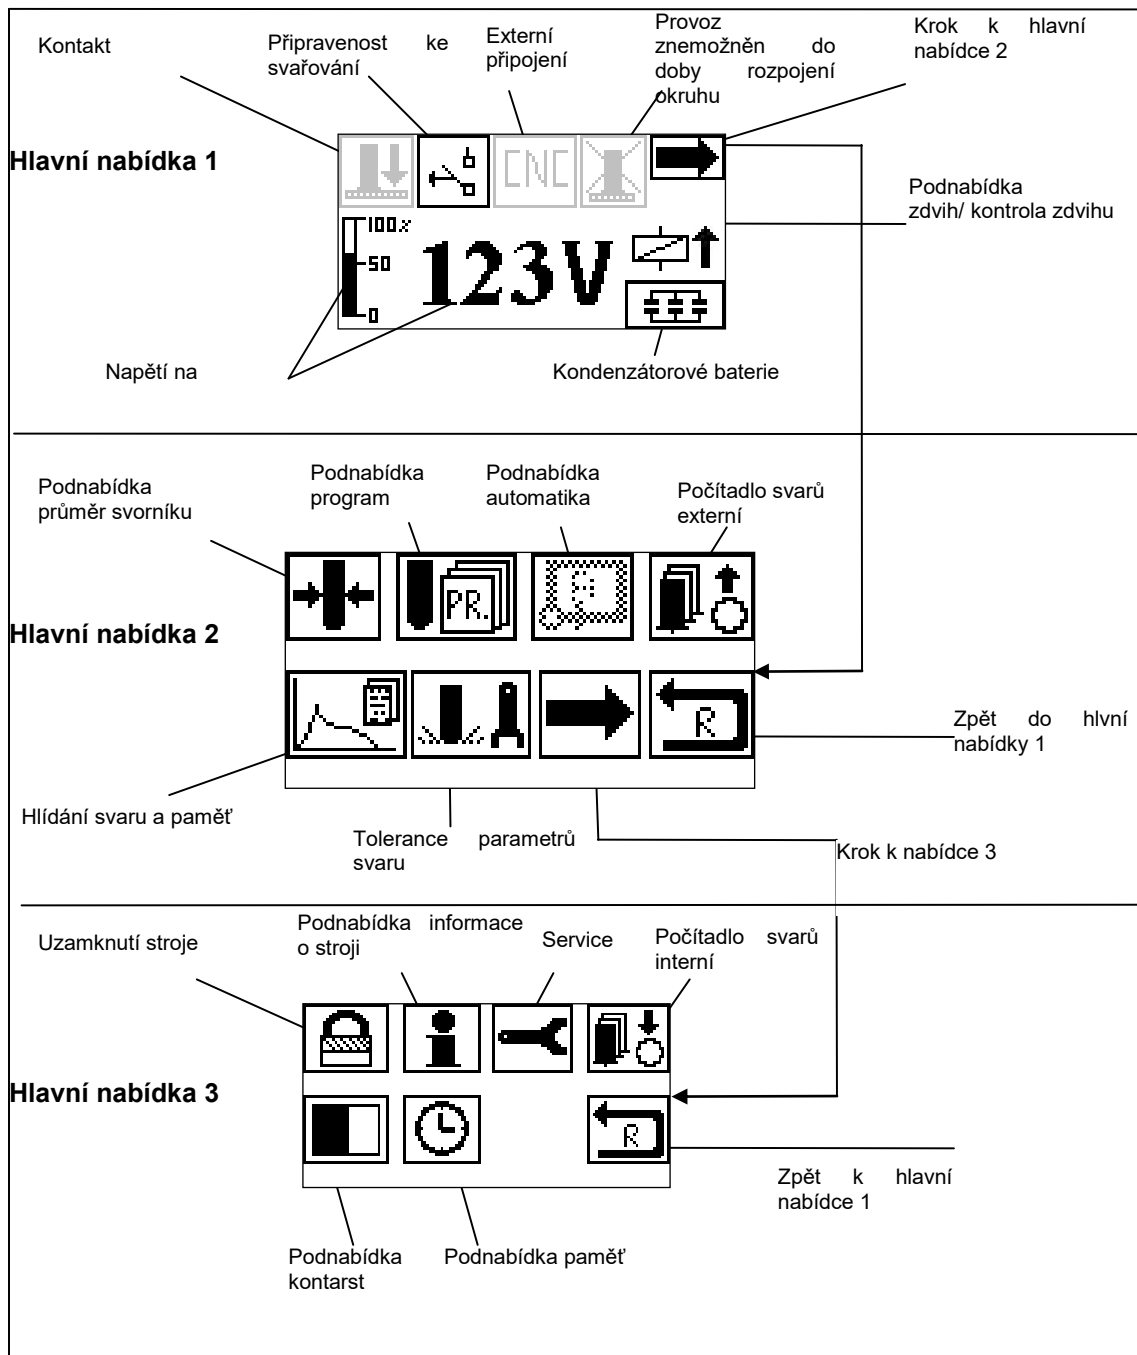 Kontakt
Připravenost ke
svařování
Externí
připojení
Provoz
znemožněn do
doby rozpojení
okruhu
Krok k hlavní
nabídce 2
Hlavní nabídka 1
CNC
Podnabídka
zdvih/ kontrola zdvihu
100%
50
0
123V
Napětí na
Kondenzátorové baterie
Podnabídka
průměr svorníku
Podnabídka
program
Podnabídka
automatika
Počítadlo svarů
externí
PR.
Hlavní nabídka 2
R
Zpět do hlvní
nabídky 1
Hlídání svaru a paměť
Tolerance parametrů
svaru
Krok k nabídce 3
Uzamknutí stroje
Podnabídka informace
o stroji
Service
Počítadlo svarů
interní
Hlavní nabídka 3
R
Zpět k hlavní
nabídce 1
Podnabídka
kontarst
Podnabídka paměť